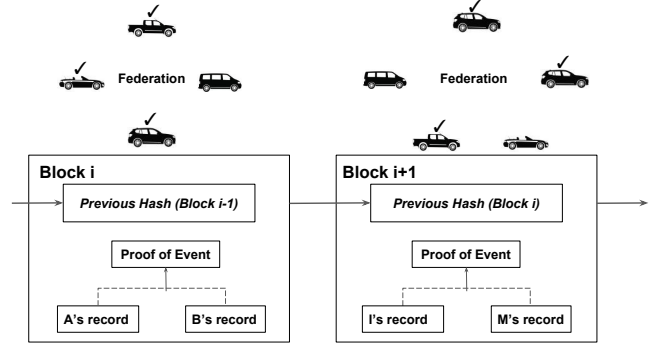 Federation
Federation
Block i
Block i+1
Previous Hash (Block i-1)
Previous Hash (Block i)
Proof of Event
Proof of Event
A's record
B's record
I's record
M's record